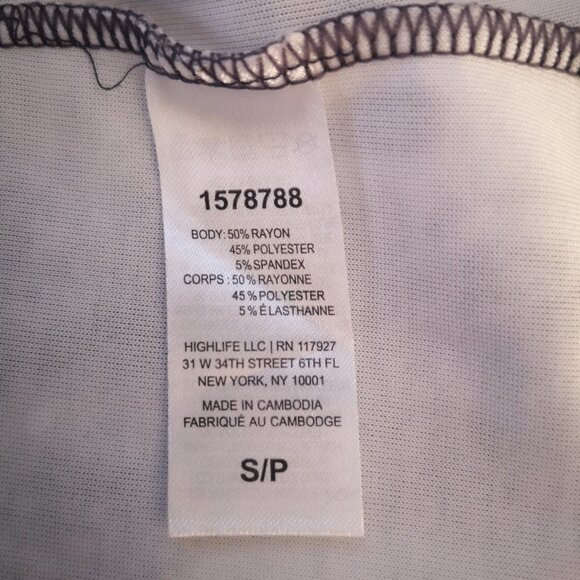 1578788
BODY: 50% RAYON
45% POLYESTER
5% SPANDEX
CORPS : 50% RAYONNE
45% POLYESTER
5% ÉLASTHANNE
HIGHLIFE LLC | RN 117927
31 W 34TH STREET 6TH FL
NEW YORK, NY 10001
MADE IN CAMBODIA
FABRIQUÉ AU CAMBODGE
S/P